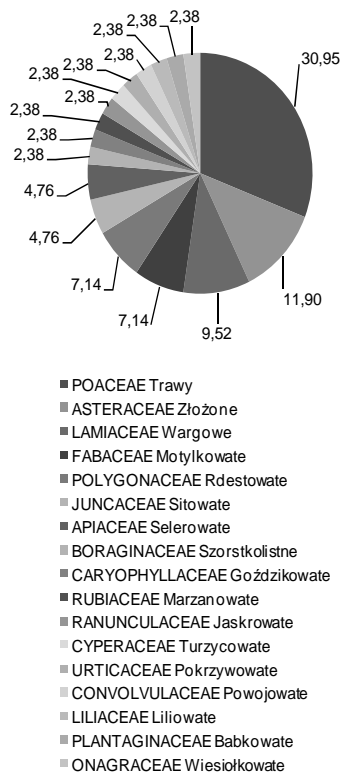 2,38
2,38
2,38
2,38
2,38
2,38
2,38
2,38
2,38
2,38
4,76
4,76
7,14
7,14
9,52
11,90
30,95
POACEAE Trawy
ASTERACEAE Złożone
LAMIACEAE Wargowe
FABACEAE Motylkowate
POLYGONACEAE Rdestowate
JUNCACEAE Sitowate
APIACEAE Selerowate
BORAGINACEAE Szorstkolistne
CARYOPHYLLACEAE Goździkowate
RUBIACEAE Marzanowate
RANUNCULACEAE Jaskrowate
CYPERACEAE Turzycowate
URTICACEAE Pokrzywowate
CONVOLVULACEAE Powojowate
LILIACEAE Liliowate
PLANTAGINACEAE Babkowate
ONAGRACEAE Wiesiołkowate